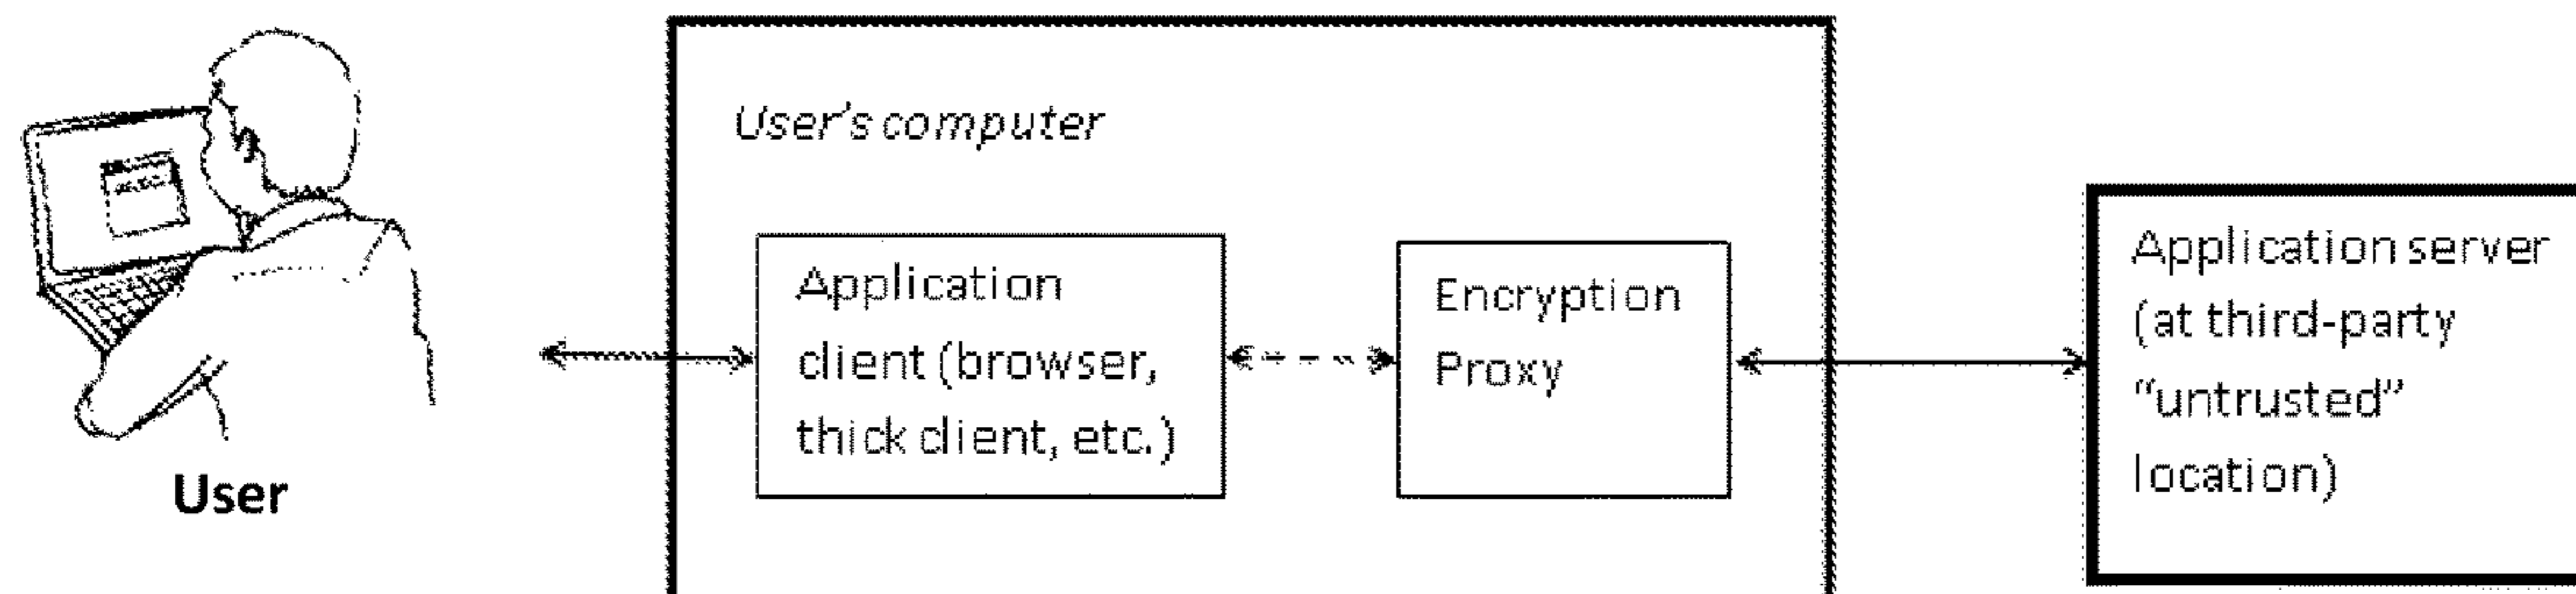 User's computer
Application
client (browser,
thick client, etc.)
Encryption
Proxy
Application server
(at third-party
“untrusted”
location)
User